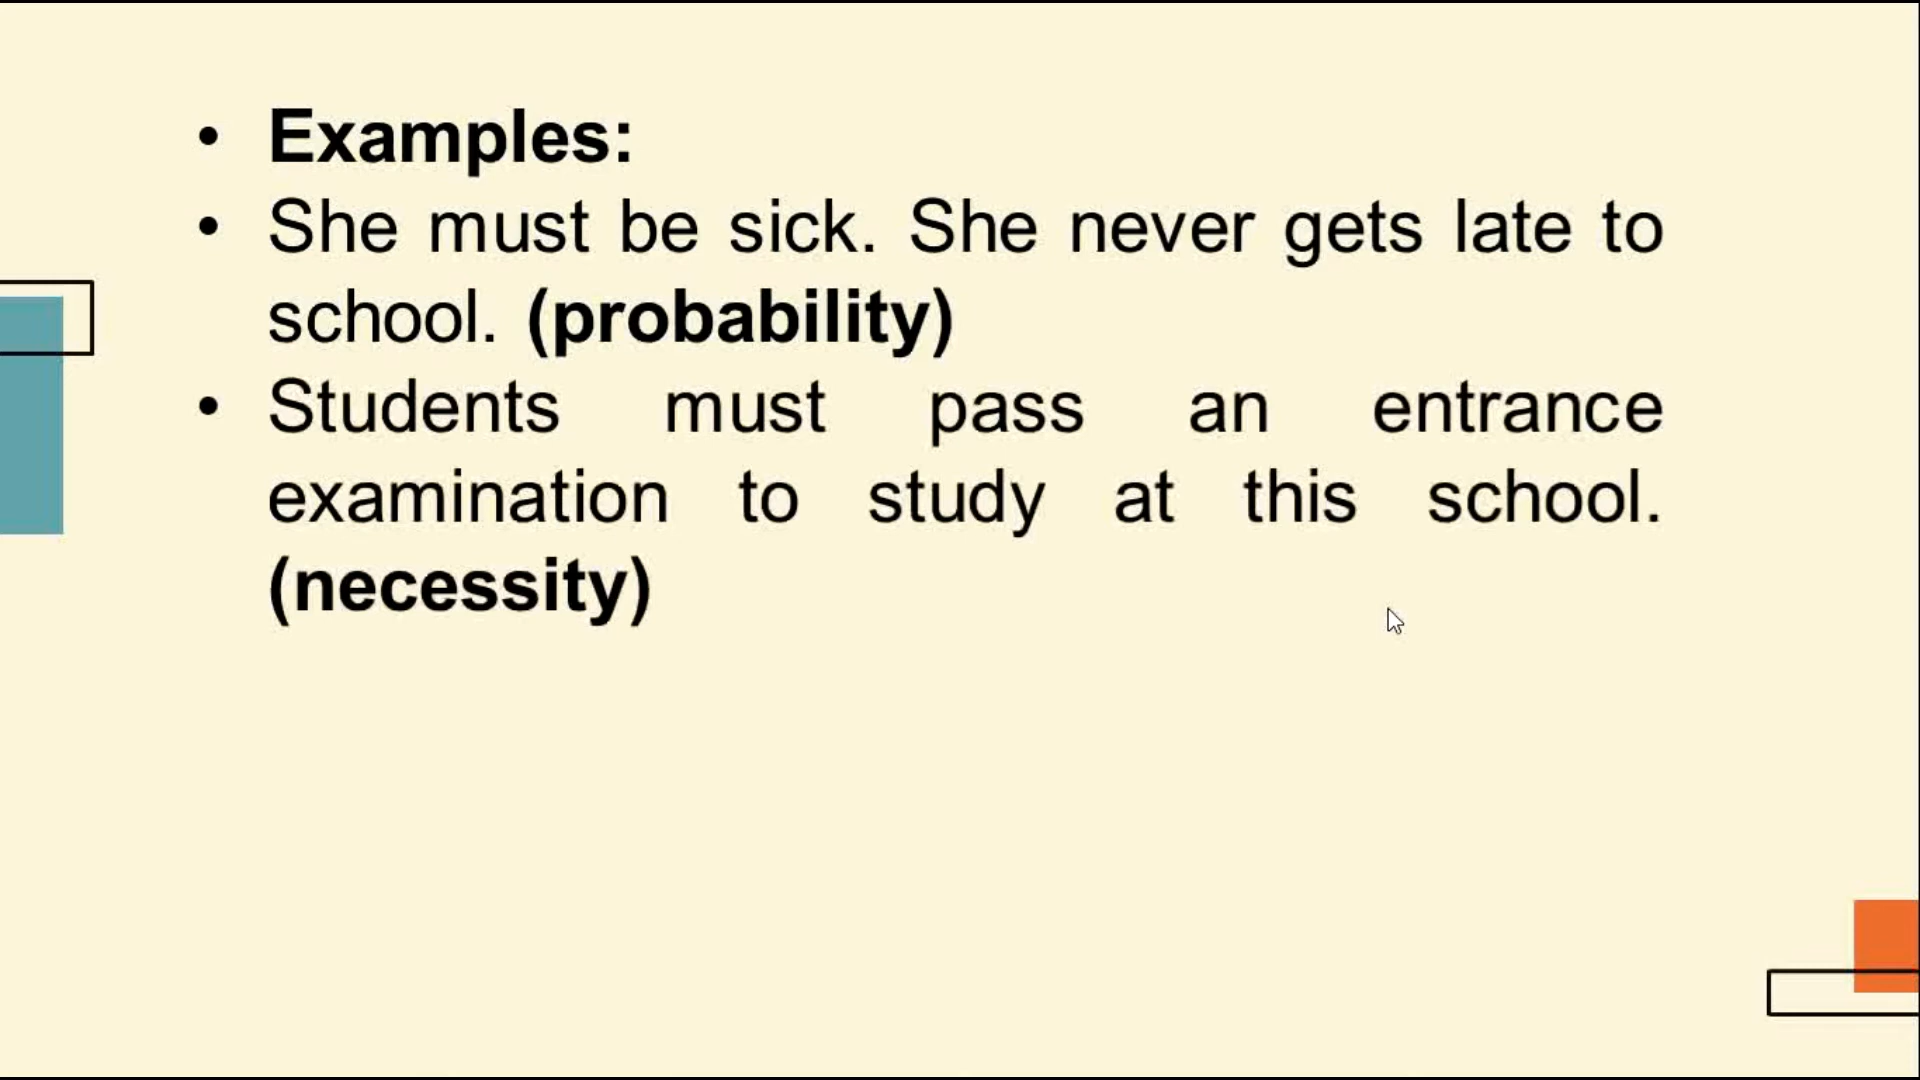 • Examples:
• She must be sick. She never gets late to
school. (probability)
• Students must pass an entrance
examination to study at this school.
(necessity)